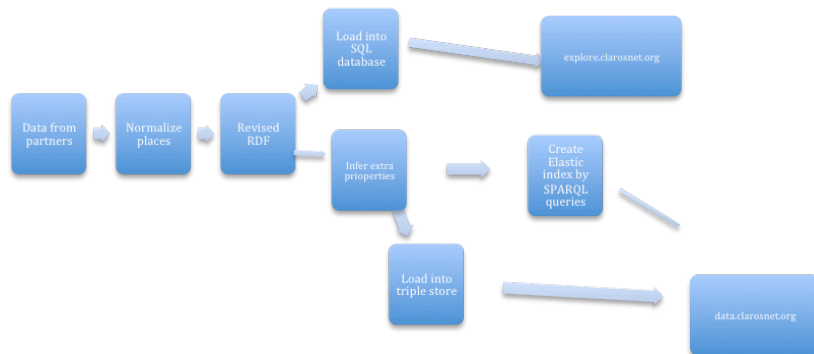 Load into
SQL
database
explore.clarosnet.org
Data from
partners
Normalize
places
Revised
RDF
Infer extra
prioperties
Create
Elastic
index by
SPARQL
queries
Load into
triple store
data.clarosnet.org